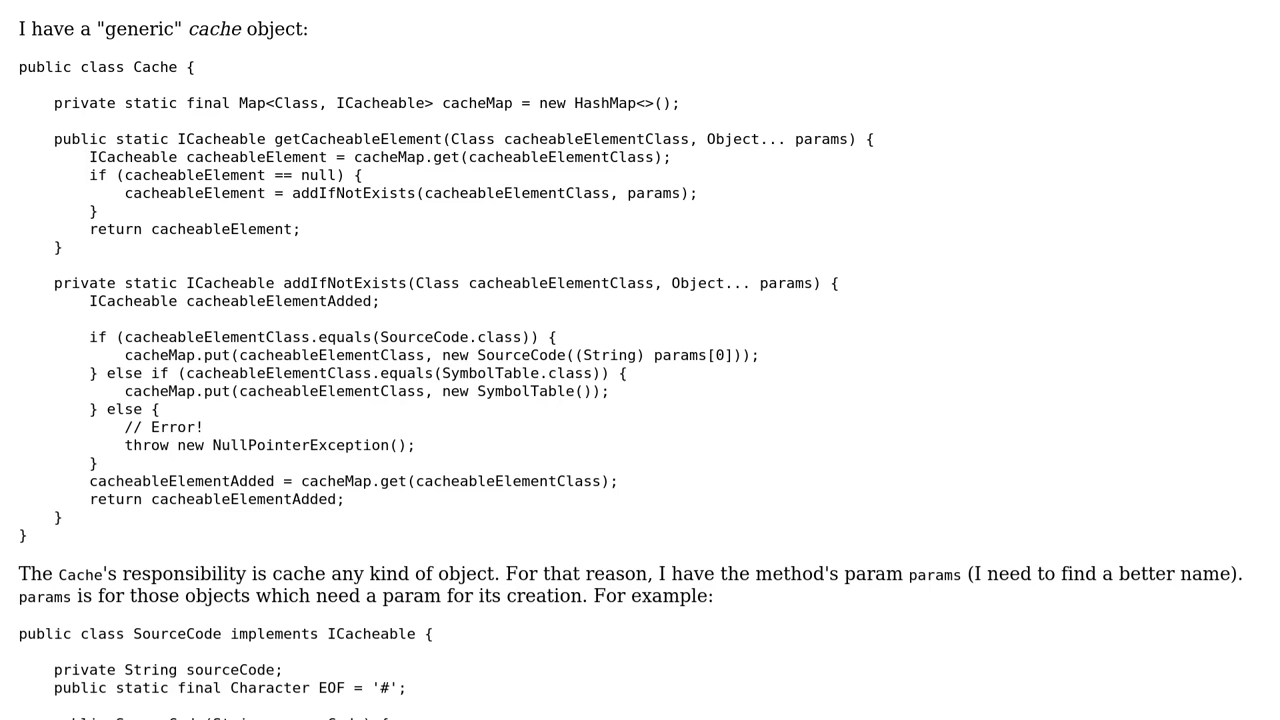 I have a "generic" cache object:
public class Cache {
    private static final Map<Class, ICacheable> cacheMap = new HashMap<>();
    public static ICacheable getCacheableElement(Class cacheableElementClass, Object... params) {
        ICacheable cacheableElement = cacheMap.get(cacheableElementClass);
        if (cacheableElement == null) {
            cacheableElement = addIfNotExists(cacheableElementClass, params);
        }
        return cacheableElement;
    }
    private static ICacheable addIfNotExists(Class cacheableElementClass, Object... params) {
        ICacheable cacheableElementAdded;
        if (cacheableElementClass.equals(SourceCode.class)) {
            cacheMap.put(cacheableElementClass, new SourceCode((String) params[0]));
        } else if (cacheableElementClass.equals(SymbolTable.class)) {
            cacheMap.put(cacheableElementClass, new SymbolTable());
        } else {
            // Error!
            throw new NullPointerException();
        }
        cacheableElementAdded = cacheMap.get(cacheableElementClass);
        return cacheableElementAdded;
    }
}
The Cache's responsibility is cache any kind of object. For that reason, I have the method's param params (I need to find a better name).
params is for those objects which need a param for its creation. For example:
public class SourceCode implements ICacheable {
    private String sourceCode;
    public static final Character EOF = '#';